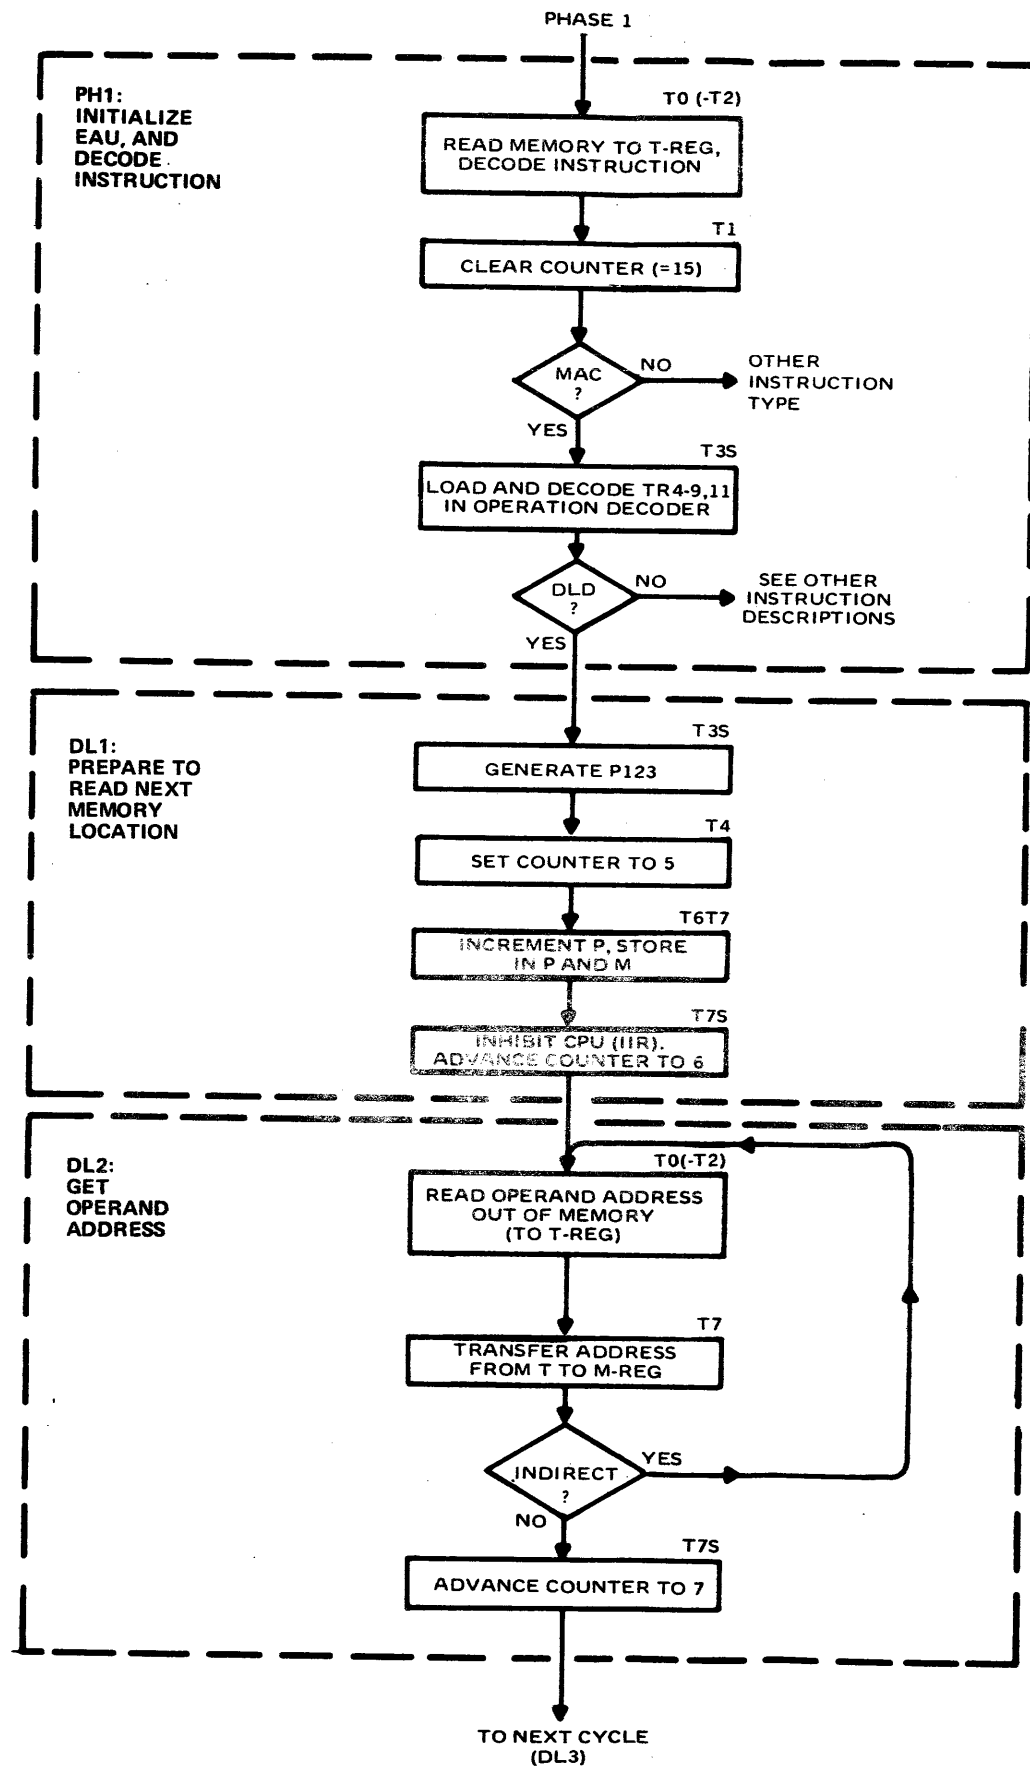 PHASE 1
PH1:
INITIALIZE
EAU, AND
DECODE
INSTRUCTION
T0 (-T2)
READ MEMORY TO T-REG,
DECODE INSTRUCTION
T1
CLEAR COUNTER (=15)
MAC
?
NO
OTHER
INSTRUCTION
TYPE
YES
T3S
LOAD AND DECODE TR4-9,11
IN OPERATION DECODER
DLD
?
NO
SEE OTHER
INSTRUCTION
DESCRIPTIONS
YES
DL1:
PREPARE TO
READ NEXT
MEMORY
LOCATION
T3S
GENERATE P123
T4
SET COUNTER TO 5
T6T7
INCREMENT P, STORE
IN P AND M
T7S
INHIBIT CPU (IIR).
ADVANCE COUNTER TO 6
DL2:
GET
OPERAND
ADDRESS
T0(-T2)
READ OPERAND ADDRESS
OUT OF MEMORY
(TO T-REG)
T7
TRANSFER ADDRESS
FROM T TO M-REG
INDIRECT
?
YES
NO
T7S
ADVANCE COUNTER TO 7
TO NEXT CYCLE
(DL3)